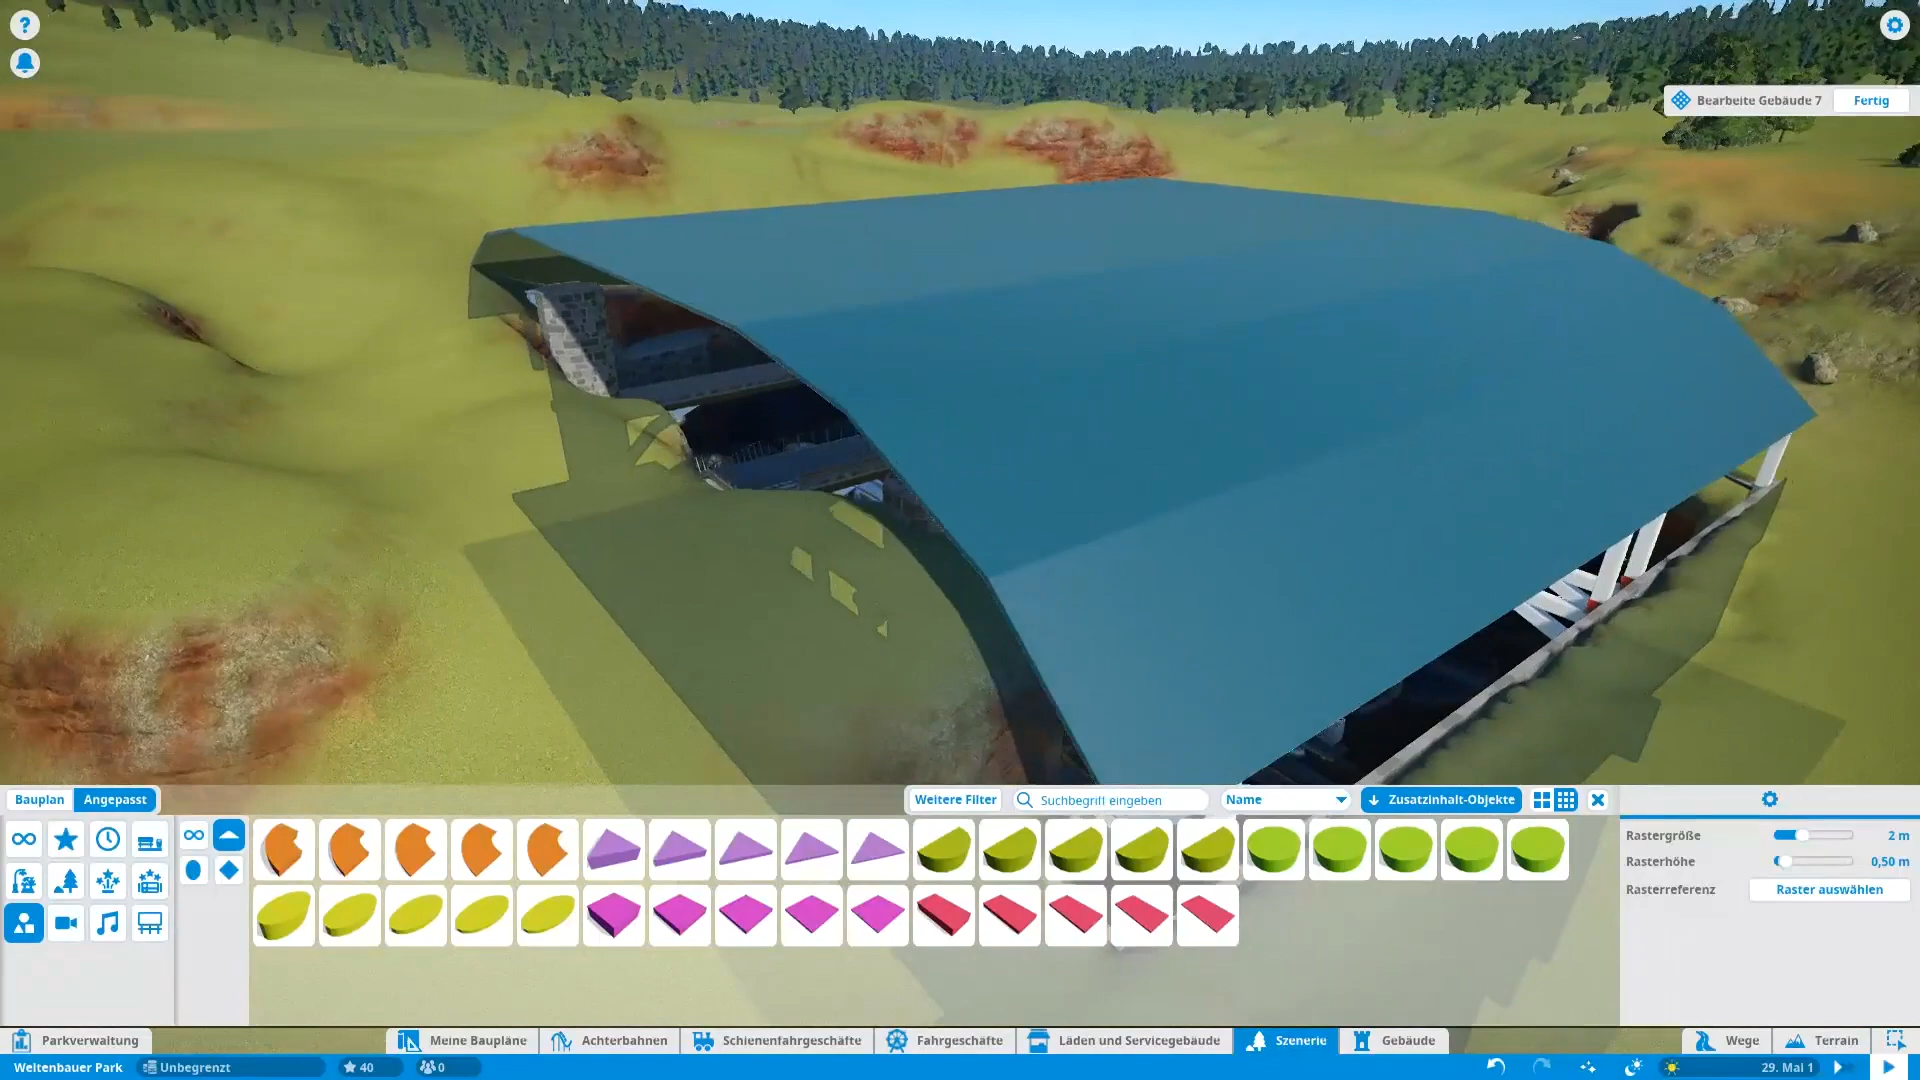 ?
Bearbeite Gebäude 7
Fertig
Bauplan
Angepasst
Weitere Filter
Suchbegriff eingeben
Name
Zusatzinhalt-Objekte
Rastergröße
2 m
Rasterhöhe
0,50 m
Rasterreferenz
Raster auswählen
Parkverwaltung
Meine Baupläne
Achterbahnen
Schienenfahrgeschäfte
Fahrgeschäfte
Läden und Servicegebäude
Szenerie
Gebäude
Wege
Terrain
Weltenbauer Park
Unbegrenzt
40
0
29. Mai 1